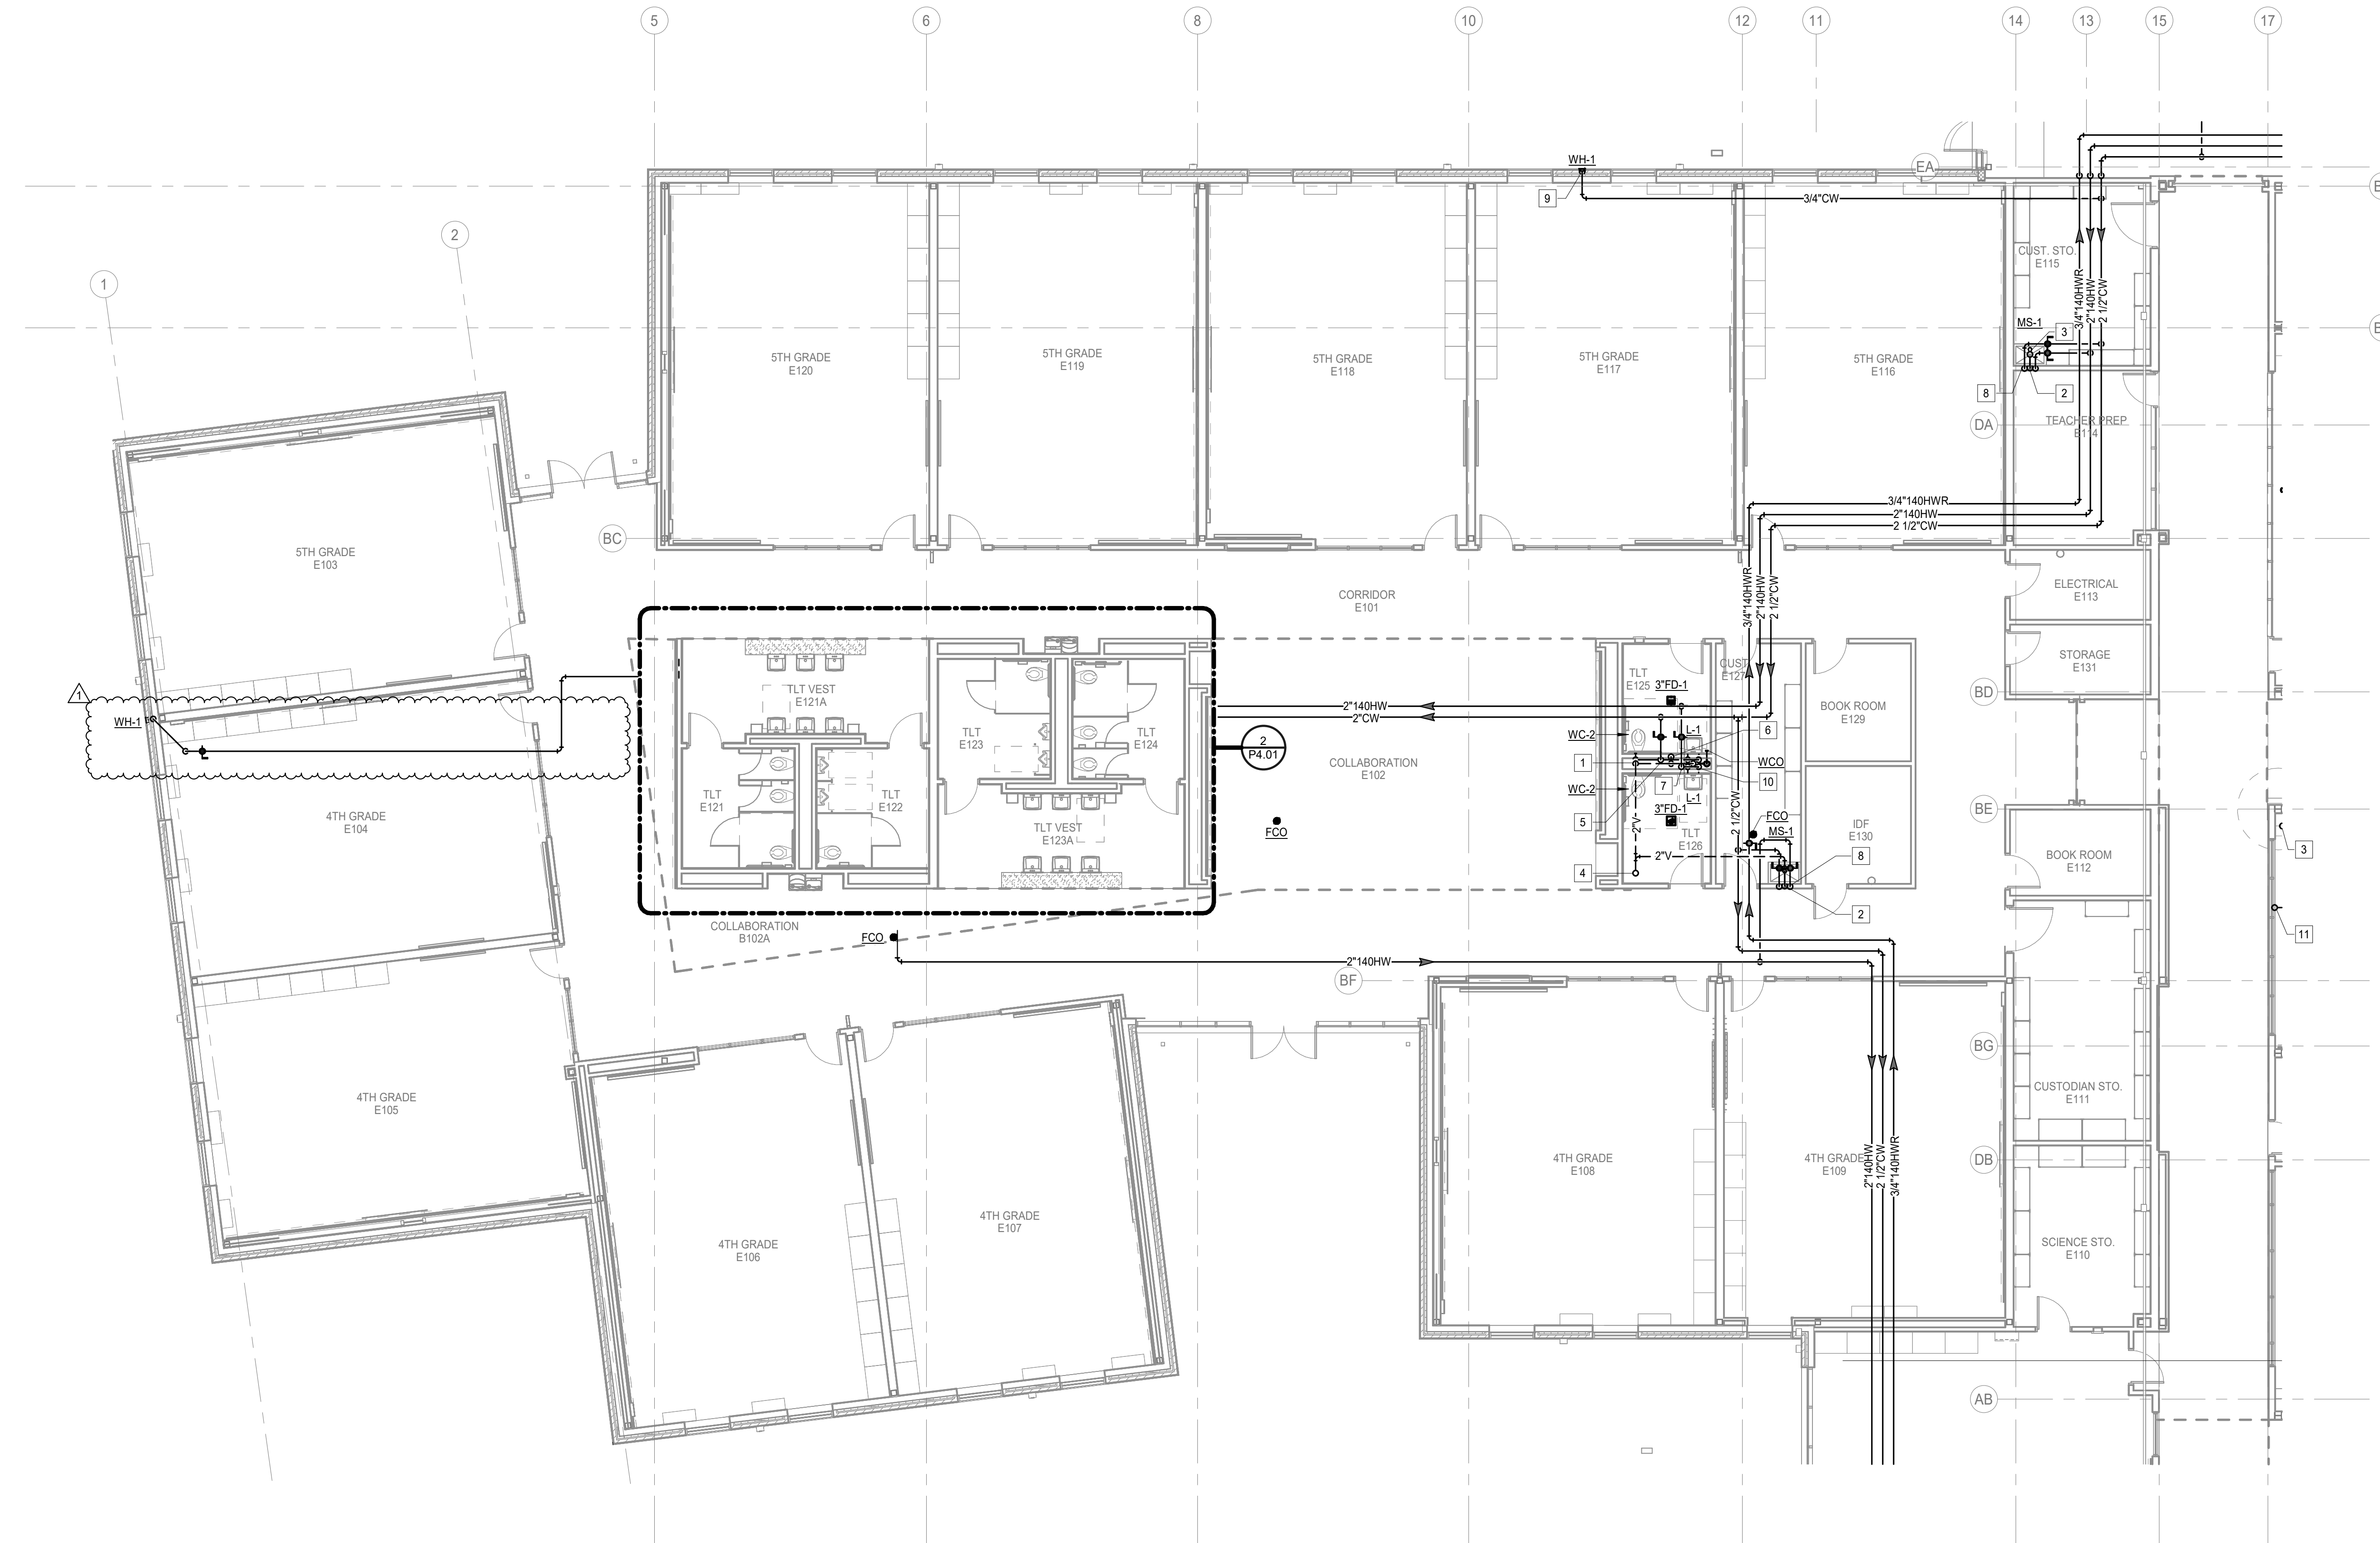 5
6
8
10
12
11
14
13
15
17
WH-1
EA
9
3/4"CW
2
1
CUST. STO.
E115
3/4"140HWR
2"140HW
2 1/2"CW
MS-1
3
8
2
5TH GRADE
E120
5TH GRADE
E119
5TH GRADE
E118
5TH GRADE
E117
5TH GRADE
E116
DA
TEACHER PREP
E114
3/4"140HWR
2"140HW
2 1/2"CW
BC
5TH GRADE
E103
CORRIDOR
E101
3/4"140HWR
2"140HW
2 1/2"CW
ELECTRICAL
E113
STORAGE
E131
BD
1
WH-1
TLT VEST
E121A
TLT
E123
TLT
E124
TLT
E121
TLT
E122
TLT VEST
E123A
2"140HW
2"CW
2
P4.01
COLLABORATION
E102
FCO
TLT
E125
3"FD-1
CUST.
E127
WC-2
L-1
6
1
WCO
10
7
WC-2
L-1
3"FD-1
5
TLT
E126
2"V
2"V
4
2 1/2"CW
FCO
MS-1
8
2
BOOK ROOM
E129
IDF
E130
BE
BOOK ROOM
E112
3
11
4TH GRADE
E104
COLLABORATION
B102A
FCO
2"140HW
BF
BG
CUSTODIAN STO.
E111
4TH GRADE
E105
4TH GRADE
E106
4TH GRADE
E107
4TH GRADE
E108
4TH GRADE
E109
2"140HW
2 1/2"CW
3/4"140HWR
DB
SCIENCE STO.
E110
AB